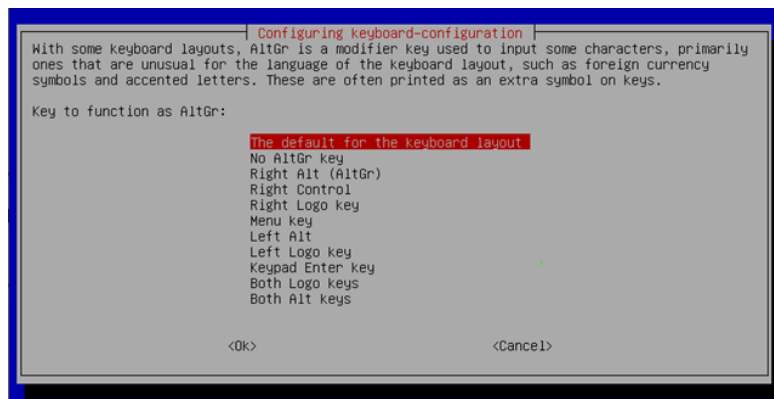 Configuring keyboard-configuration
With some keyboard layouts, AltGr is a modifier key used to input some characters, primarily
ones that are unusual for the language of the keyboard layout, such as foreign currency
symbols and accented letters. These are often printed as an extra symbol on keys.
Key to function as AltGr:
The default for the keyboard layout
No AltGr key
Right Alt (AltGr)
Right Control
Right Logo key
Menu key
Left Alt
Left Logo key
Keypad Enter key
Both Logo keys
Both Alt keys
<Ok> <Cancel>